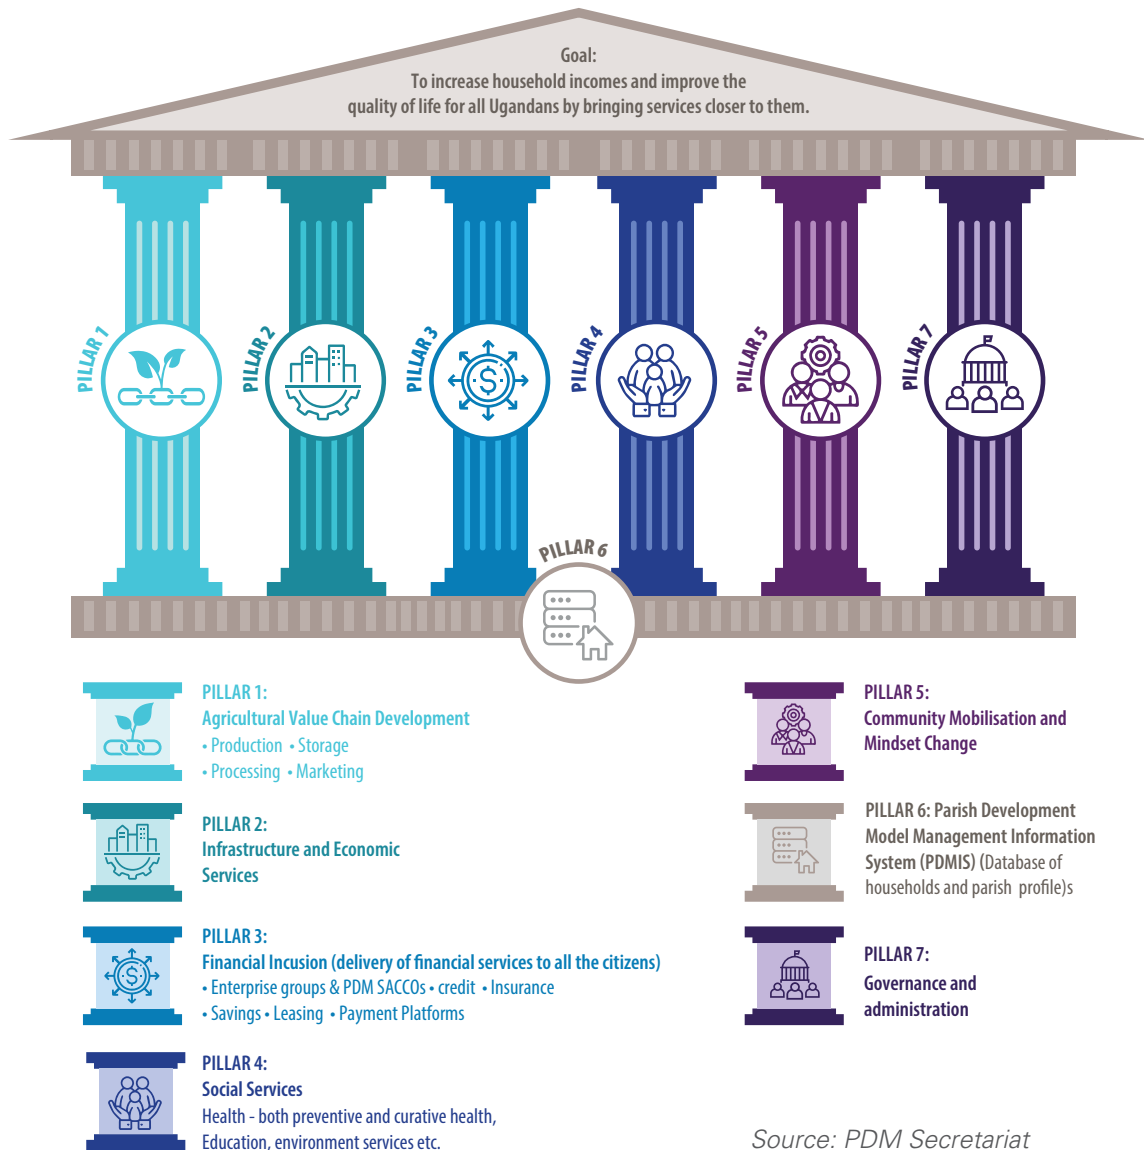 Goal:
To increase household incomes and improve the
quality of life for all Ugandans by bringing services closer to them.
PILLAR 1
PILLAR 2
PILLAR 3
PILLAR 4
PILLAR 5
PILLAR 7
PILLAR 6
PILLAR 1:
Agricultural Value Chain Development
• Production • Storage
• Processing • Marketing
PILLAR 2:
Infrastructure and Economic
Services
PILLAR 3:
Financial Incusion (delivery of financial services to all the citizens)
• Enterprise groups & PDM SACCOs • credit • Insurance
• Savings • Leasing • Payment Platforms
PILLAR 4:
Social Services
Health - both preventive and curative health,
Education, environment services etc.
PILLAR 5:
Community Mobilisation and
Mindset Change
PILLAR 6: Parish Development
Model Management Information
System (PDMIS) (Database of
households and parish profile)s
PILLAR 7:
Governance and
administration
Source: PDM Secretariat